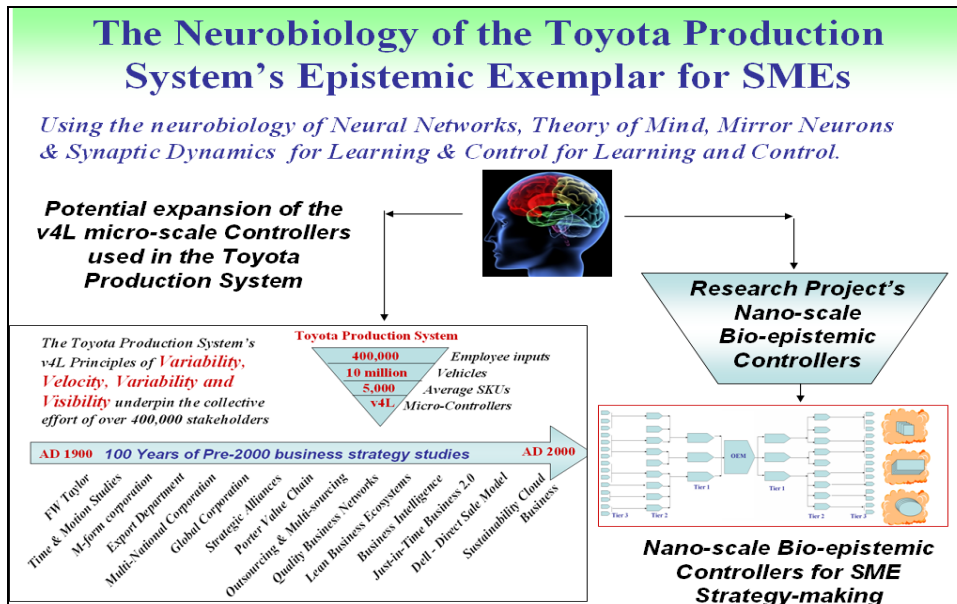 The Neurobiology of the Toyota Production
System's Epistemic Exemplar for SMEs
Using the neurobiology of Neural Networks, Theory of Mind, Mirror Neurons
& Synaptic Dynamics for Learning & Control for Learning and Control.
Potential expansion of the
v4L micro-scale Controllers
used in the Toyota
Production System
Research Project's
Nano-scale
Bio-epistemic
Controllers
The Toyota Production System's
v4L Principles of Variability,
Velocity, Variability and
Visibility underpin the collective
effort of over 400,000 stakeholders
Toyota Production System
400,000 Employee inputs
10 million Vehicles
5,000 Average SKUs
v4L Micro-Controllers
AD 1900 100 Years of Pre-2000 business strategy studies AD 2000
FW Taylor
Time & Motion Studies
M-form corporation
Export Department
Multi-National Corporation
Global Corporation
Strategic Alliances
Porter Value Chain
Outsourcing & Multi-sourcing
Quality Business Networks
Lean Business Ecosystems
Business Intelligence
Just-in-Time Business 2.0
Dell - Direct Sale Model
Sustainability Cloud
Business
OEM
Tier 3 Tier 2 Tier 1 Tier 1 Tier 2 Tier 3
Nano-scale Bio-epistemic
Controllers for SME
Strategy-making